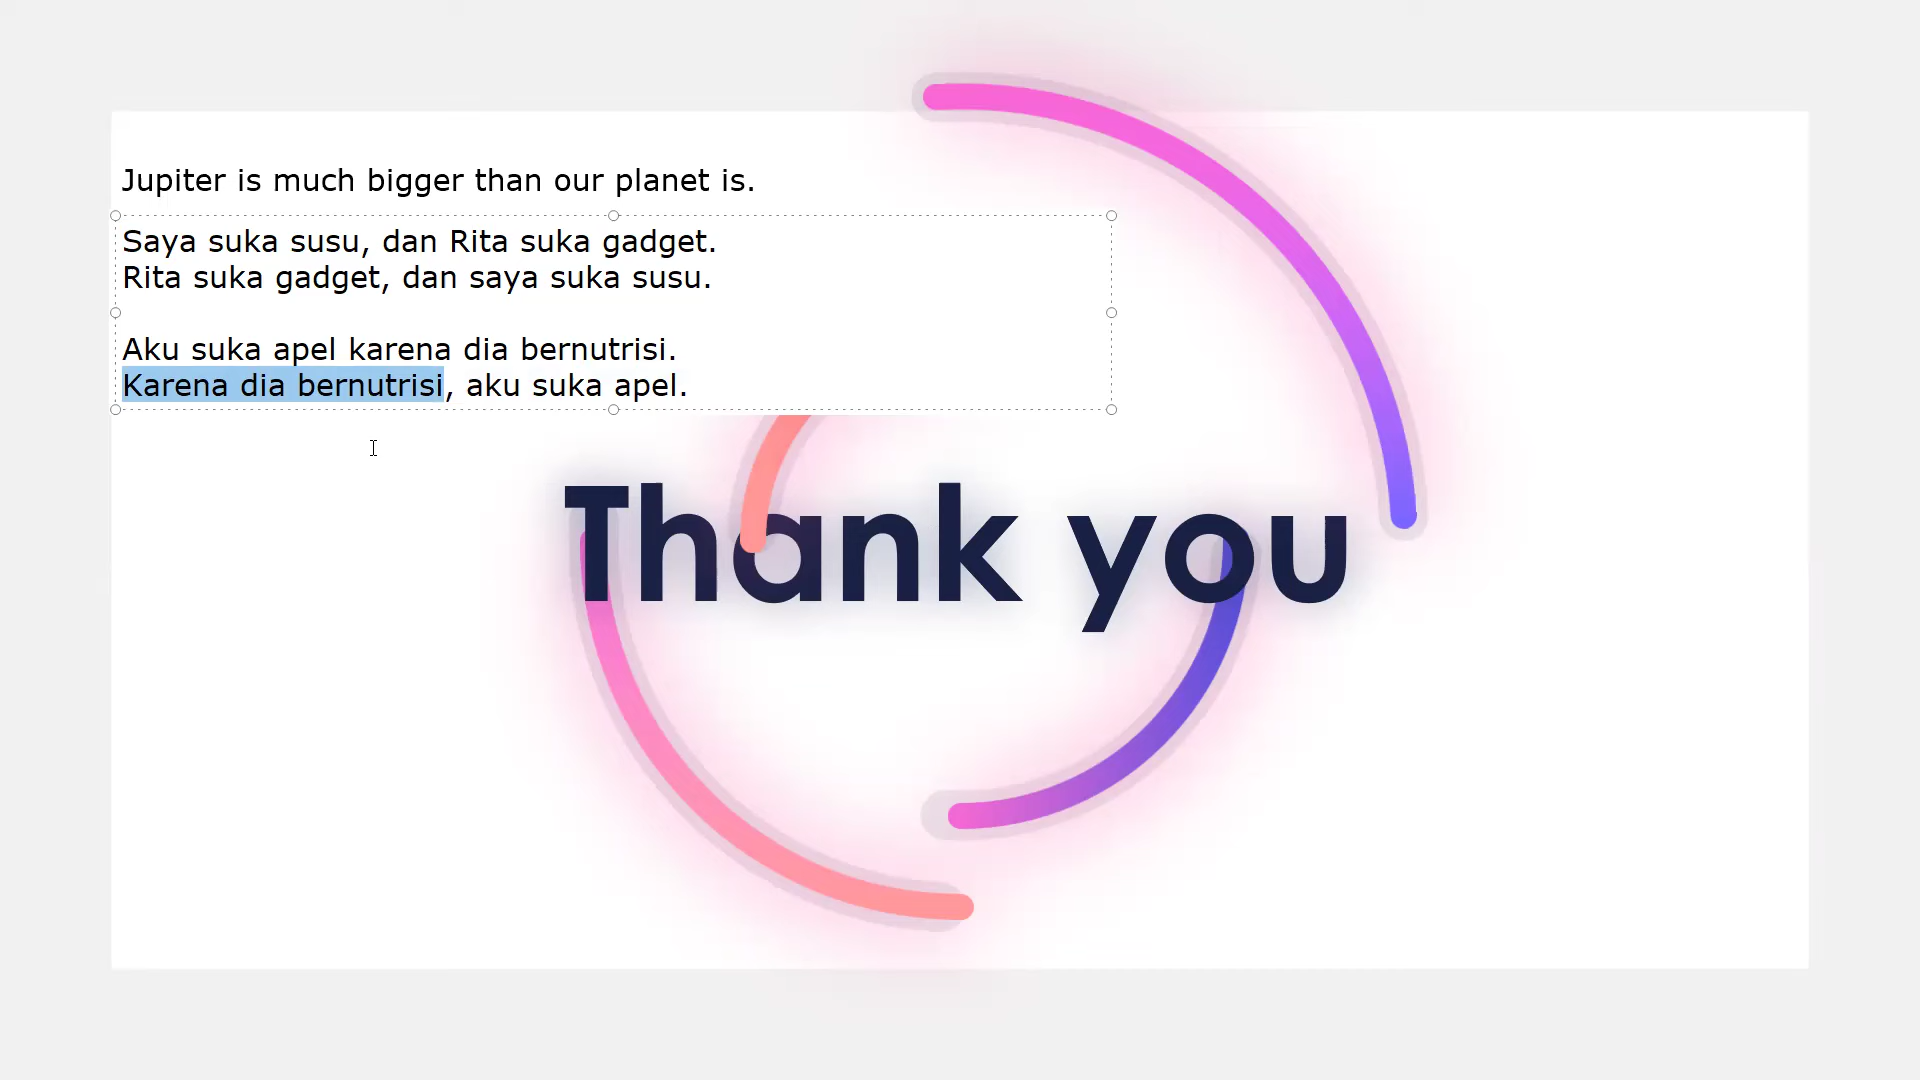 Jupiter is much bigger than our planet is.
Saya suka susu, dan Rita suka gadget.
Rita suka gadget, dan saya suka susu.
Aku suka apel karena dia bernutrisi.
Karena dia bernutrisi, aku suka apel.
Thank you